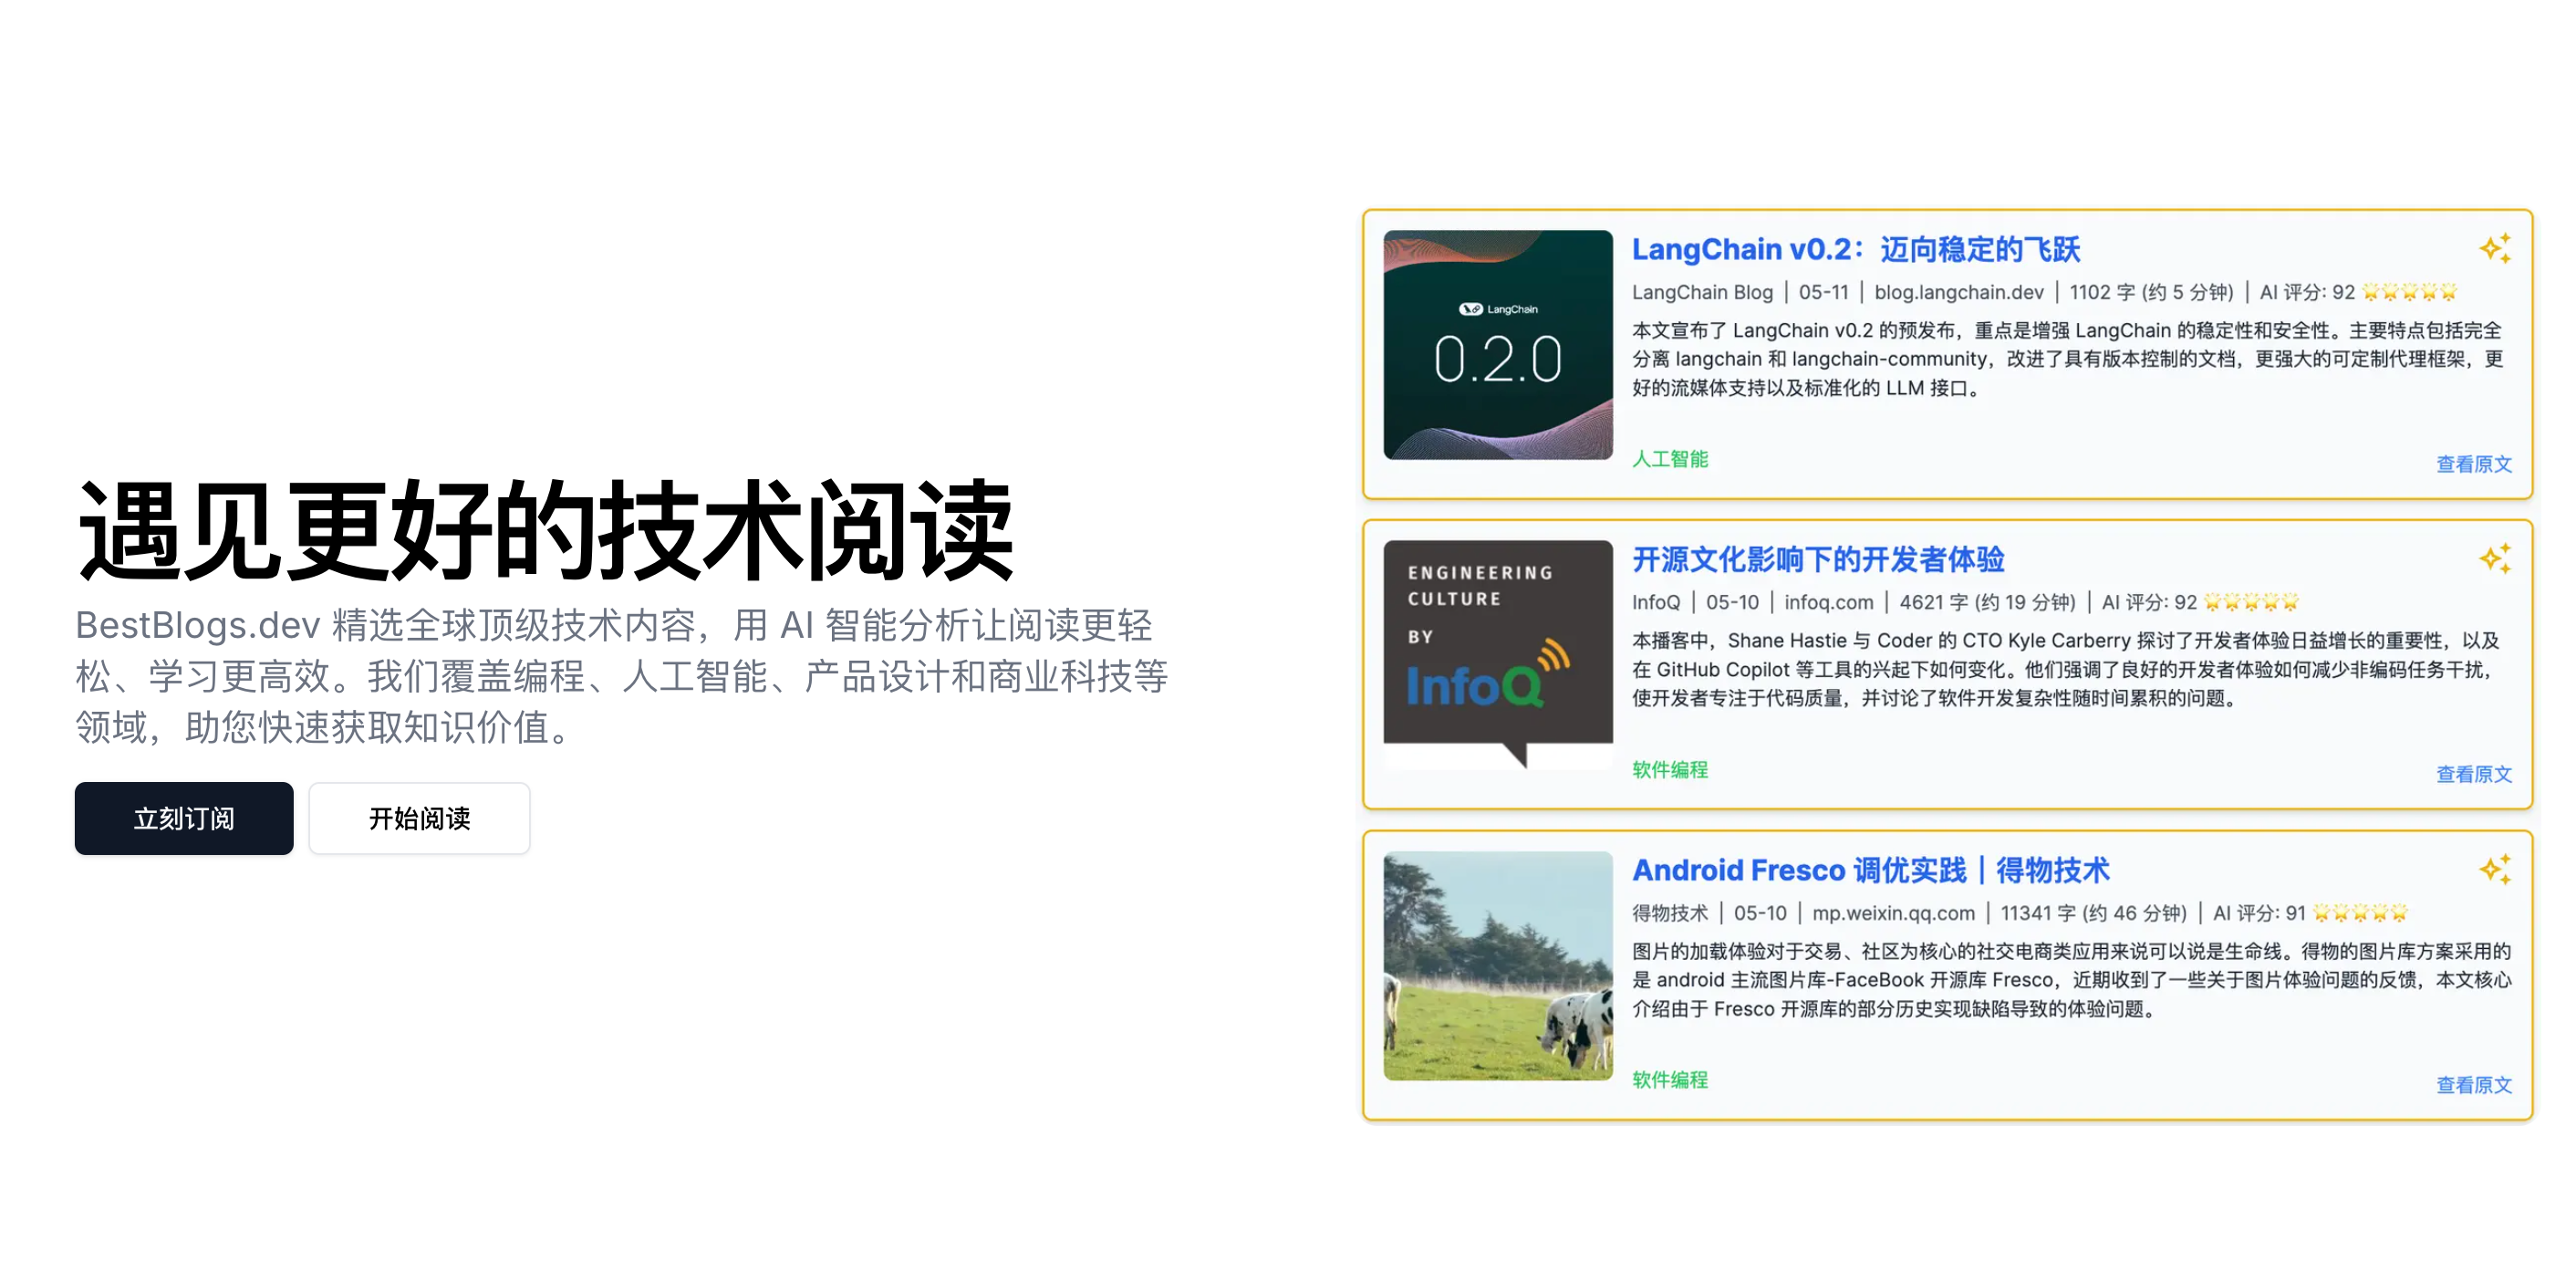 遇见更好的技术阅读
BestBlogs.dev 精选全球顶级技术内容，用 AI 智能分析让阅读更轻
松、学习更高效。我们覆盖编程、人工智能、产品设计和商业科技等
领域，助您快速获取知识价值。
立刻订阅
开始阅读
LangChain
0.2.0
LangChain v0.2：迈向稳定的飞跃
LangChain Blog | 05-11 | blog.langchain.dev | 1102 字 (约 5 分钟) | AI 评分: 92 🌟🌟🌟🌟🌟
本文宣布了 LangChain v0.2 的预发布，重点是增强 LangChain 的稳定性和安全性。主要特点包括完全
分离 langchain 和 langchain-community，改进了具有版本控制的文档，更强大的可定制代理框架，更
好的流媒体支持以及标准化的 LLM 接口。
人工智能
查看原文
ENGINEERING
CULTURE
BY
InfoQ
开源文化影响下的开发者体验
InfoQ | 05-10 | infoq.com | 4621 字 (约 19 分钟) | AI 评分: 92 🌟🌟🌟🌟🌟
本播客中，Shane Hastie 与 Coder 的 CTO Kyle Carberry 探讨了开发者体验日益增长的重要性，以及
在 GitHub Copilot 等工具的兴起下如何变化。他们强调了良好的开发者体验如何减少非编码任务干扰，
使开发者专注于代码质量，并讨论了软件开发复杂性随时间累积的问题。
软件编程
查看原文
Android Fresco 调优实践｜得物技术
得物技术 | 05-10 | mp.weixin.qq.com | 11341 字 (约 46 分钟) | AI 评分: 91 🌟🌟🌟🌟🌟
图片的加载体验对于交易、社区为核心的社交电商类应用来说可以说是生命线。得物的图片库方案采用的
是 android 主流图片库-FaceBook 开源库 Fresco，近期收到了一些关于图片体验问题的反馈，本文核心
介绍由于 Fresco 开源库的部分历史实现缺陷导致的体验问题。
软件编程
查看原文